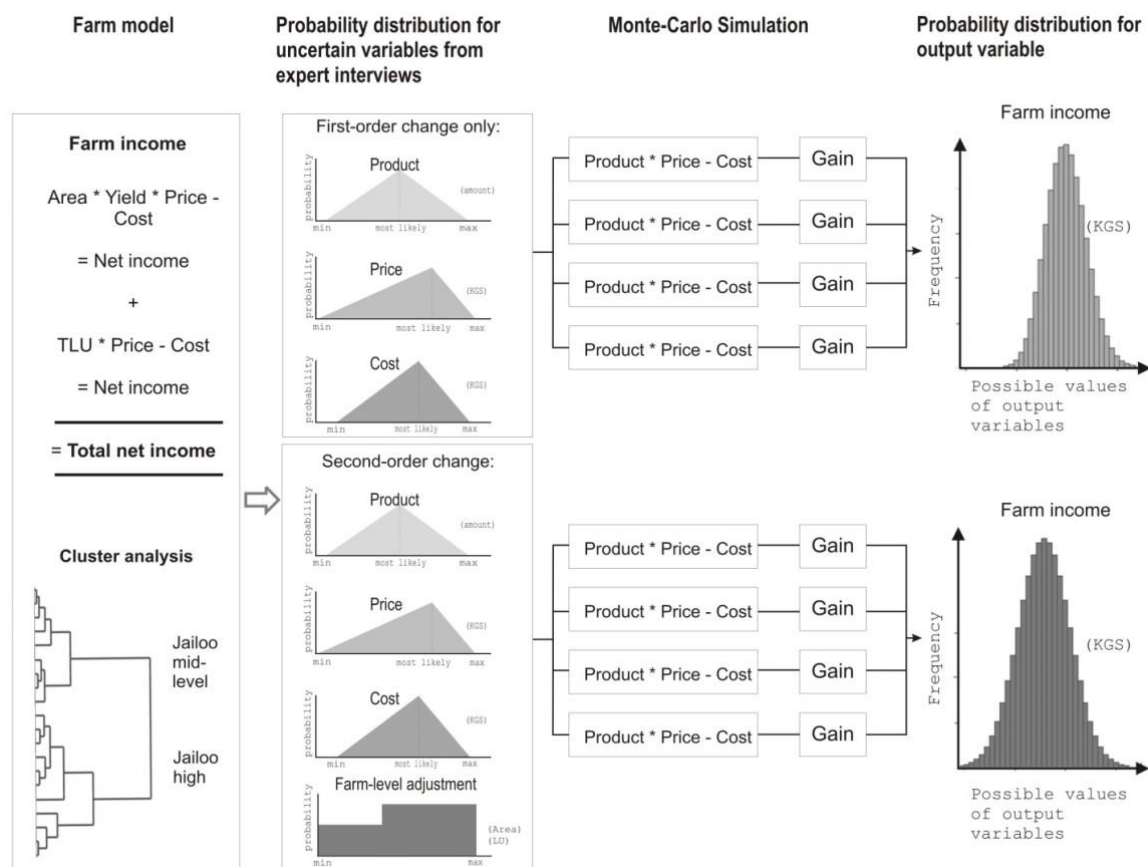 Farm model
Probability distribution for
uncertain variables from
expert interviews
Monte-Carlo Simulation
Probability distribution for
output variable
Farm income
Area * Yield * Price -
Cost
= Net income
+
TLU * Price - Cost
= Net income
= Total net income
Cluster analysis
Jailoo
mid-
level
Jailoo
high
First-order change only:
Product
probability
(amount)
min
most likely
max
Price
probability
(KGS)
min
most likely
max
Cost
probability
(KGS)
min
most likely
max
Second-order change:
Product
probability
(amount)
min
most likely
max
Price
probability
(KGS)
min
most likely
max
Cost
probability
(KGS)
min
most likely
max
Farm-level adjustment
probability
(Area)
(LU)
min
max
Product * Price - Cost
Gain
Product * Price - Cost
Gain
Product * Price - Cost
Gain
Product * Price - Cost
Gain
Product * Price - Cost
Gain
Product * Price - Cost
Gain
Product * Price - Cost
Gain
Product * Price - Cost
Gain
Farm income
Frequency
(KGS)
Possible values
of output
variables
Farm income
Frequency
(KGS)
Possible values
of output
variables